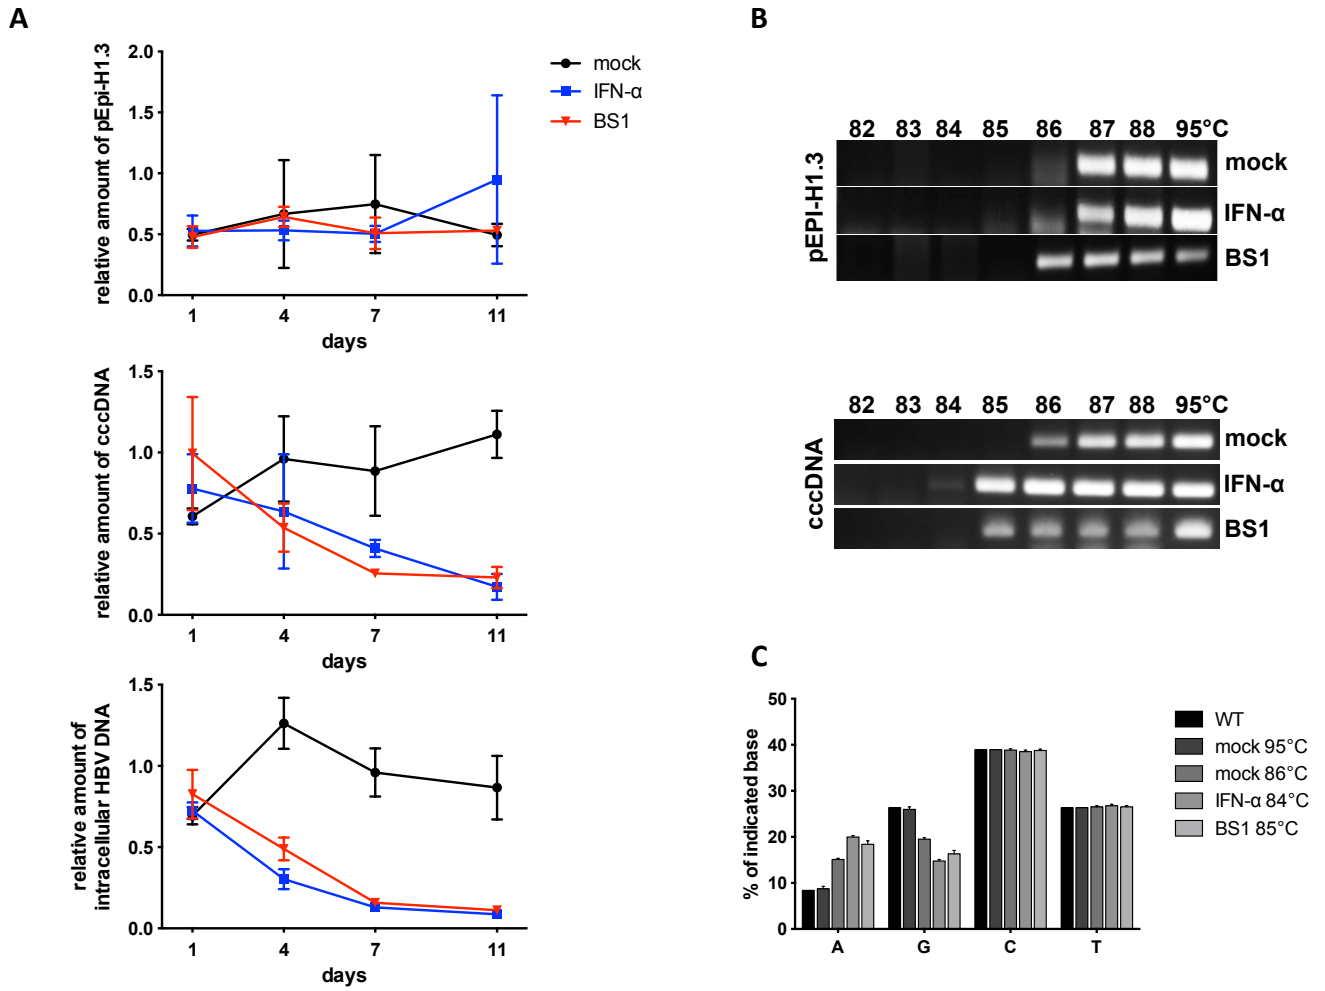 A
relative amount of pEpi-H1.3
2.0
1.5
1.0
0.5
0.0
1 4 7 11
days
mock
IFN-α
BS1
relative amount of cccDNA
1.5
1.0
0.5
0.0
1 4 7 11
days
relative amount of
intracellular HBV DNA
1.5
1.0
0.5
0.0
1 4 7 11
days
B
82 83 84 85 86 87 88 95°C
pEPI-H1.3
mock
IFN-α
BS1
82 83 84 85 86 87 88 95°C
cccDNA
mock
IFN-α
BS1
C
% of indicated base
50
40
30
20
10
0
A G C T
WT
mock 95°C
mock 86°C
IFN-α 84°C
BS1 85°C